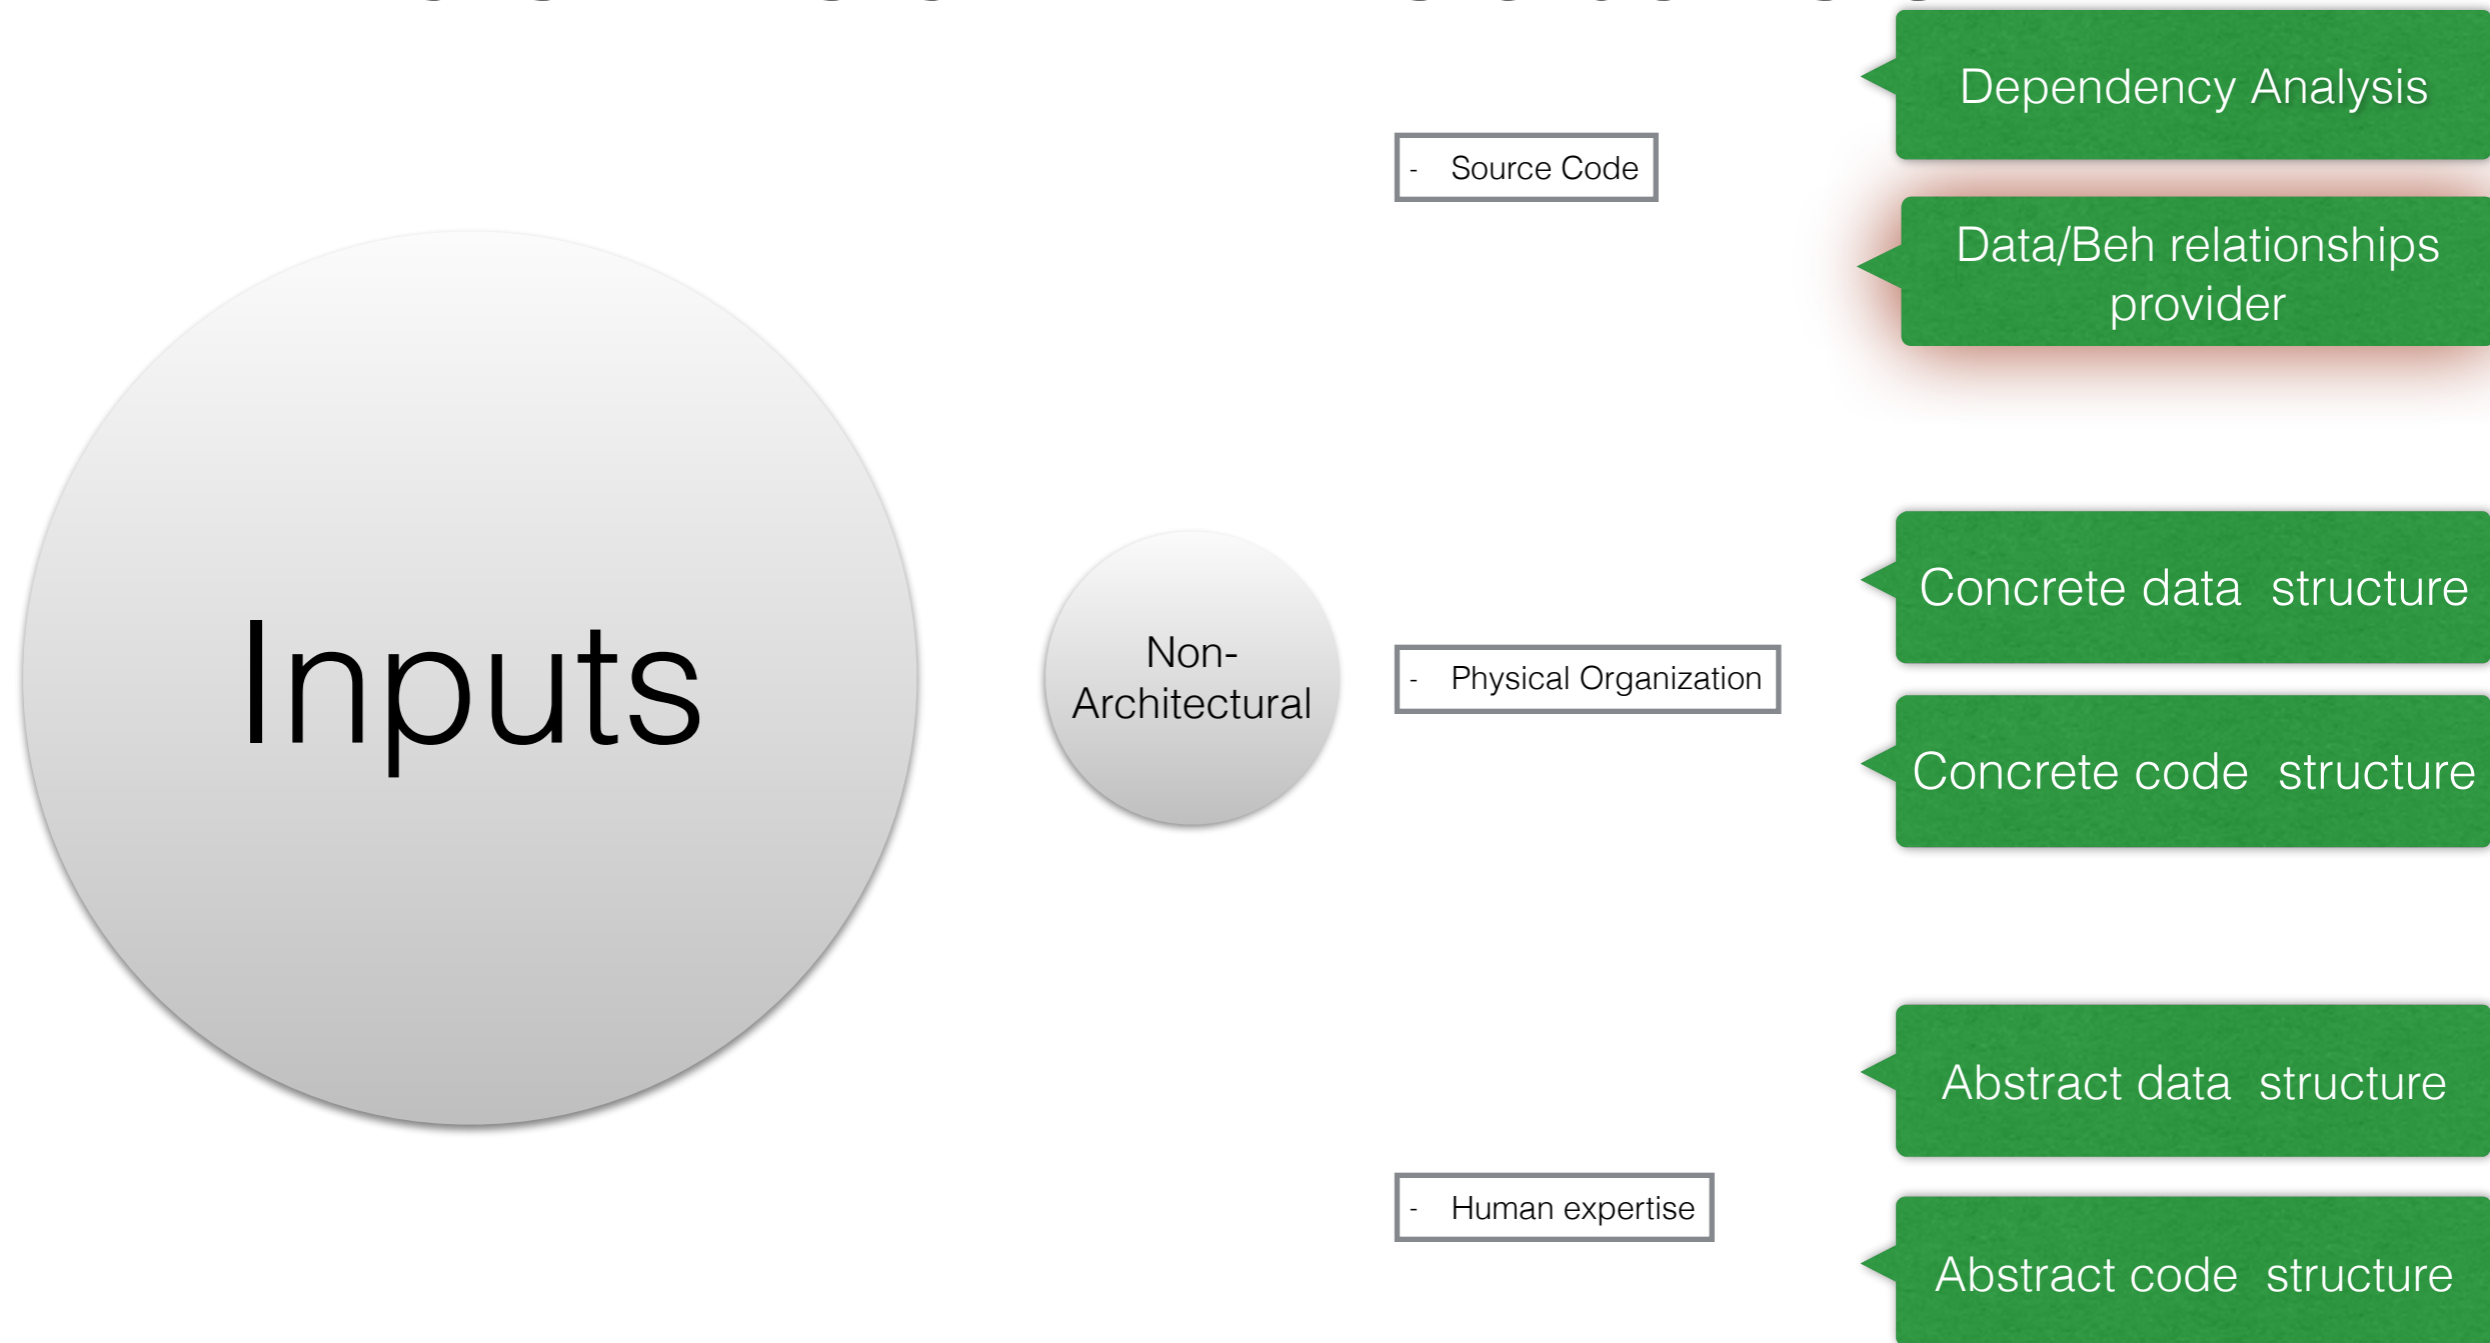 Inputs
Non-
Architectural
- Source Code
Dependency Analysis
Data/Beh relationships
provider
- Physical Organization
Concrete data  structure
Concrete code  structure
- Human expertise
Abstract data  structure
Abstract code  structure